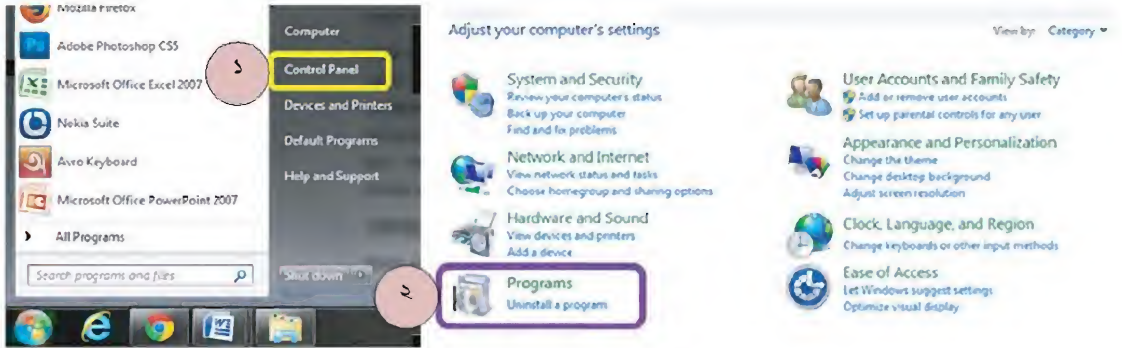 Mozilla Firefox
Adobe Photoshop CS5
Microsoft Office Excel 2007
Nokia Suite
Avro Keyboard
Microsoft Office PowerPoint 2007
All Programs
Search programs and files
Computer
১
Control Panel
Devices and Printers
Default Programs
Help and Support
Shut down
Adjust your computer's settings
View by: Category
System and Security
Review your computer's status
Back up your computer
Find and fix problems
Network and Internet
View network status and tasks
Choose homegroup and sharing options
Hardware and Sound
View devices and printers
Add a device
২
Programs
Uninstall a program
User Accounts and Family Safety
Add or remove user accounts
Set up parental controls for any user
Appearance and Personalization
Change the theme
Change desktop background
Adjust screen resolution
Clock, Language, and Region
Change keyboards or other input methods
Ease of Access
Let Windows suggest settings
Optimize visual display